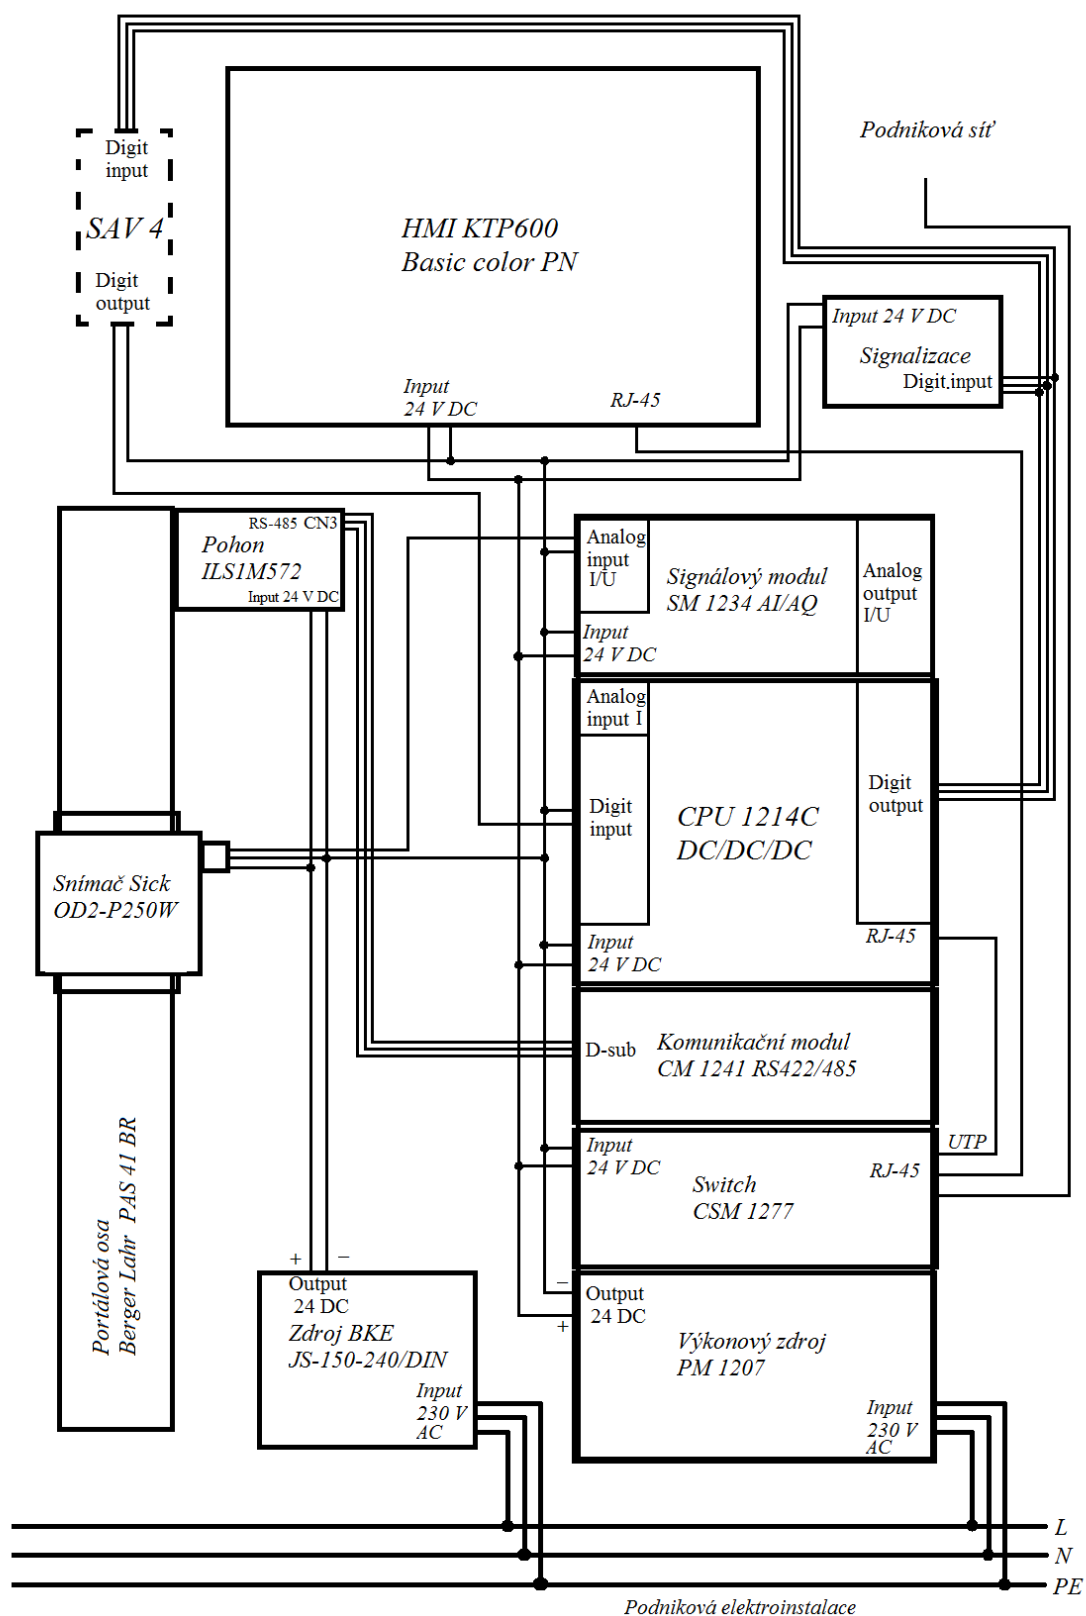 Podniková síť
Digit
input
SAV 4
Digit
output
HMI KTP600
Basic color PN
Input
24 V DC
RJ-45
Input 24 V DC
Signalizace
Digit.input
RS-485 CN3
Pohon
ILS1M572
Input 24 V DC
Analog
input
I/U
Signálový modul
SM 1234 AI/AQ
Analog
output
I/U
Input
24 V DC
Analog
input I
Digit
input
CPU 1214C
DC/DC/DC
Digit
output
Snímač Sick
OD2-P250W
Input
24 V DC
RJ-45
D-sub
Komunikační modul
CM 1241 RS422/485
Input
24 V DC
UTP
RJ-45
Switch
CSM 1277
Portálová osa
Berger Lahr PAS 41 BR
+ −
Output
24 DC
Zdroj BKE
JS-150-240/DIN
Input
230 V
AC
−
+
Output
24 DC
Výkonový zdroj
PM 1207
Input
230 V
AC
L
N
PE
Podniková elektroinstalace